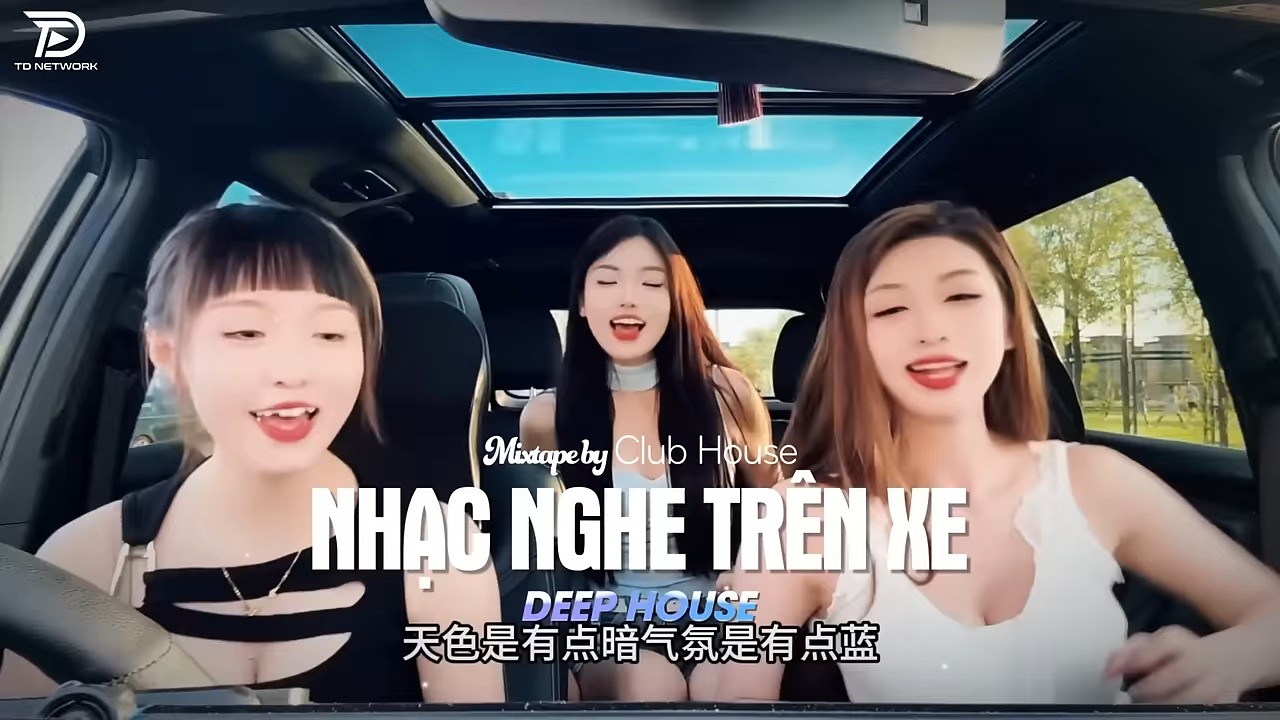 TD NETWORK
Mixtape by Club House
NHẠC NGHE TRÊN XE
DEEP HOUSE
天色是有点暗气氛是有点蓝